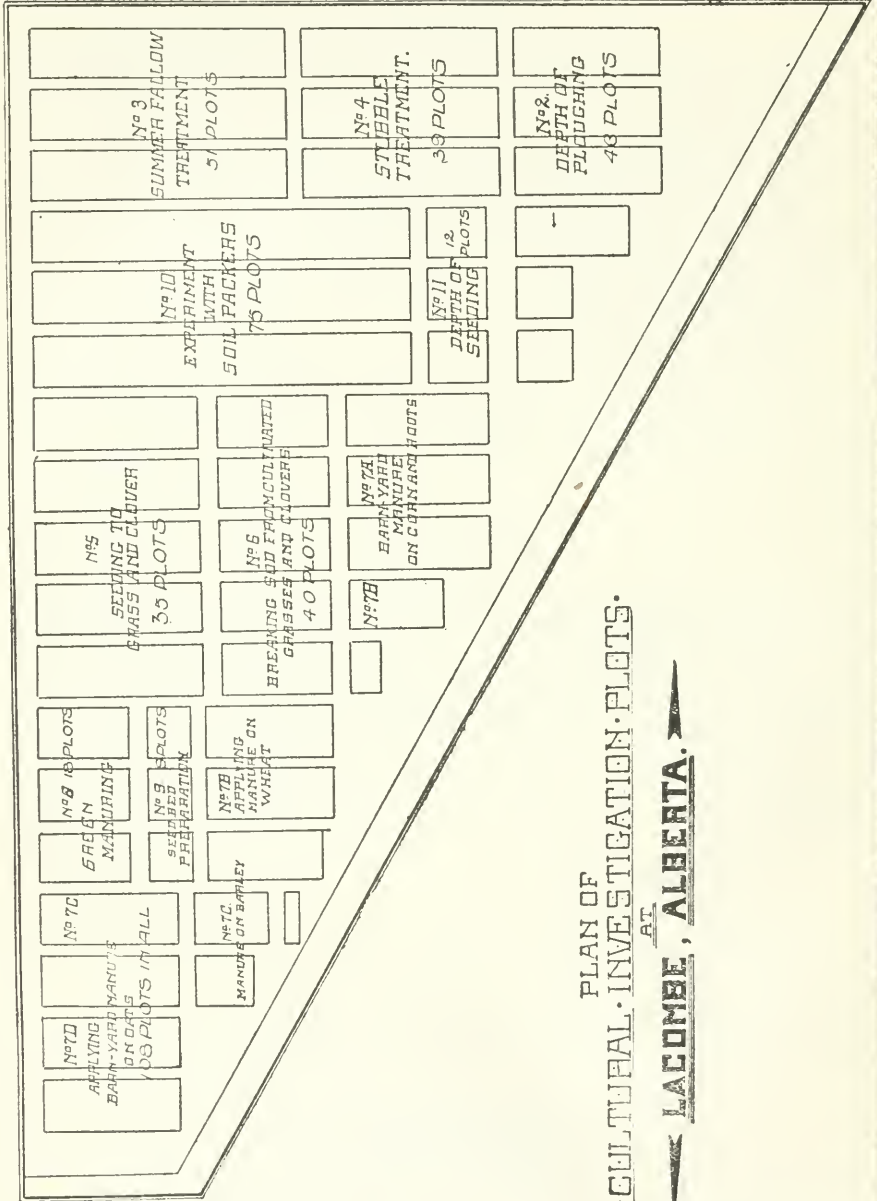 Nº 7D
APPLYING
BARN-YARD MANURE
ON OATS
108 PLOTS IN ALL
Nº 7C
Nº 7C.
MANURE ON BARLEY
Nº 8 18 PLOTS
GREEN
MANURING
Nº 9 PLOTS
SEED BED
PREPARATION
Nº 7B
APPLYING
MANURE ON
WHEAT
Nº 5
SEEDING TO
GRASS AND CLOVER
35 PLOTS
Nº 6
BREAKING SOD FROM CULTIVATED
GRASSES AND CLOVERS
40 PLOTS
Nº 7A
BARN-YARD
MANURE
ON CORN AND ROOTS
Nº 7B
Nº 10
EXPERIMENT
WITH
SOIL PACKERS
75 PLOTS
Nº 11 12
DEPTH OF PLOTS
SEEDING
Nº 3
SUMMER FALLOW
TREATMENT
51 PLOTS
Nº 4
STUBBLE
TREATMENT.
39 PLOTS
Nº 2.
DEPTH OF
PLOUGHING
PLOTS
PLAN OF
CULTURAL·INVESTIGATION·PLOTS·
AT
LACOMBE, ALBERTA.